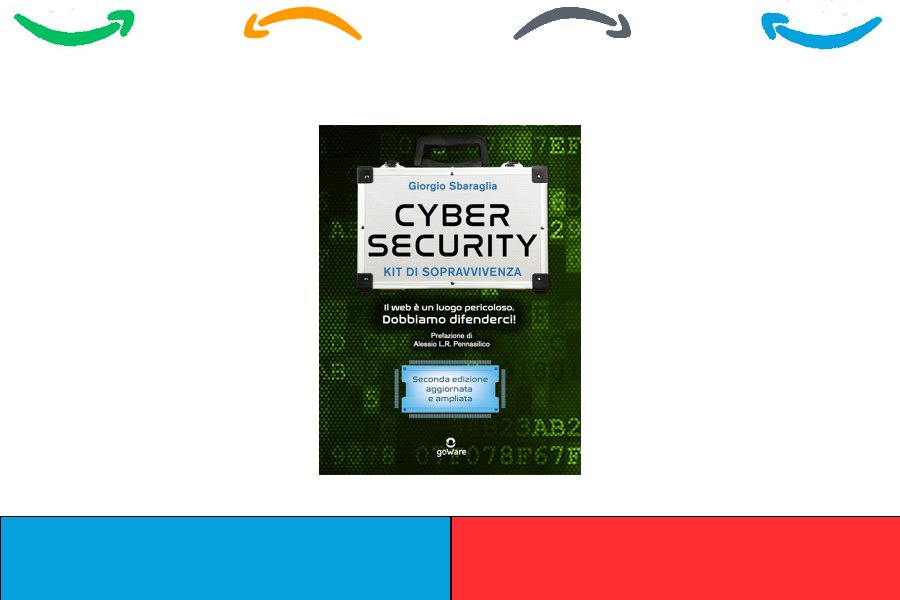 Giorgio Sbaraglia
CYBER
SECURITY
KIT DI SOPRAVVIVENZA
Il web è un luogo pericoloso.
Dobbiamo difenderci!
Prefazione di
Alessio L.R. Pennasilico
Seconda edizione
aggiornata
e ampliata
goWare